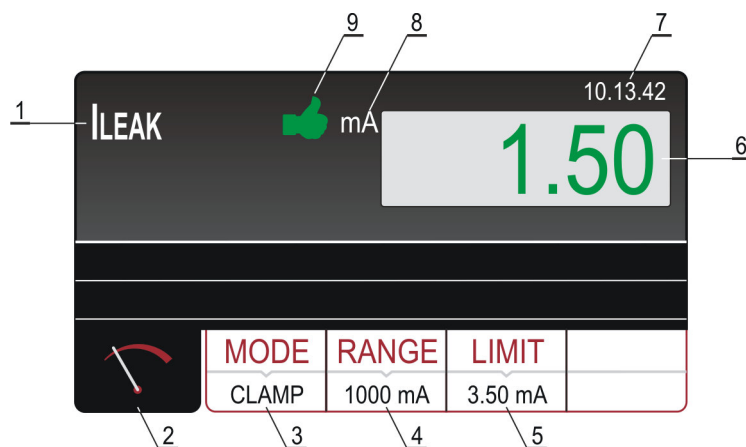 9 8 7
10.13.42
1 ILEAK mA
1.50 6
MODE RANGE LIMIT
CLAMP 1000 mA 3.50 mA
2 3 4 5